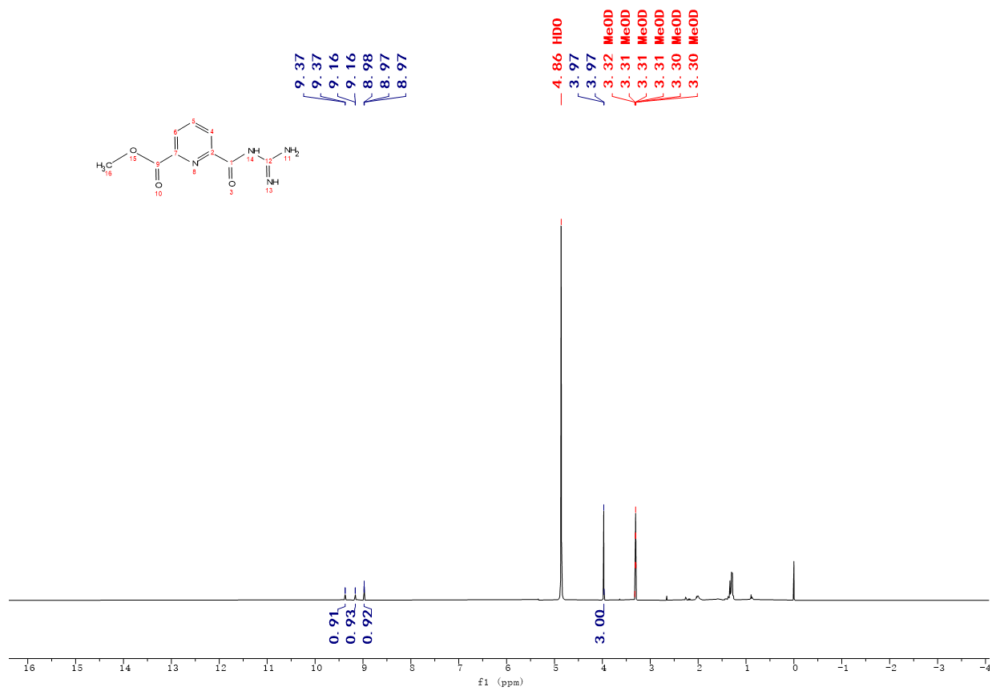 9.37
9.37
9.16
9.16
8.98
8.97
8.97
4.86 HDO
3.97
3.97
3.32 MeOD
3.31 MeOD
3.31 MeOD
3.31 MeOD
3.30 MeOD
3.30 MeOD
H3C
16
O
15
9
O
10
7
6
5
4
2
N
8
1
O
3
NH
14
12
NH2
11
NH
13
0.91
0.93
0.92
3.00
16 15 14 13 12 11 10 9 8 7 6 5 4 3 2 1 0 -1 -2 -3 -4
f1 (ppm)